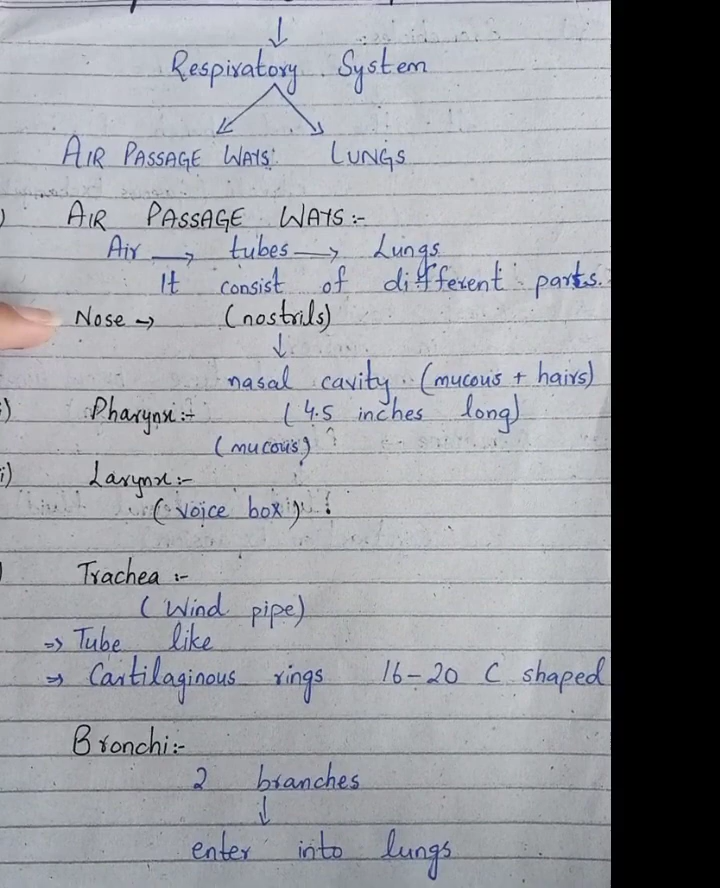 Respiratory System
AIR PASSAGE WAYS LUNGS
) AIR PASSAGE WAYS:-
Air → tubes → Lungs
It consist of different parts.
Nose → (nostrils)
↓
nasal cavity. (mucous + hairs)
i) Pharynx:- (4.5 inches long)
(mucous)
i) Larynx:-
(voice box)
) Trachea :-
(Wind pipe)
⇒ Tube like
⇒ Cartilaginous rings 16-20 C shaped
Bronchi:-
2 branches
↓
enter into lungs